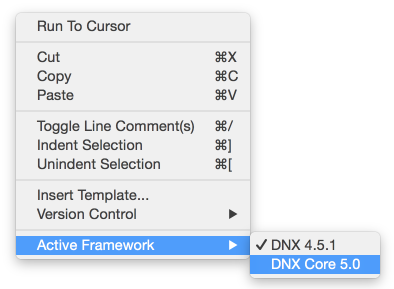 Run To Cursor
Cut ⌘X
Copy ⌘C
Paste ⌘V
Toggle Line Comment(s) ⌘/
Indent Selection ⌘]
Unindent Selection ⌘[
Insert Template...
Version Control ▶
Active Framework ▶
✓ DNX 4.5.1
DNX Core 5.0